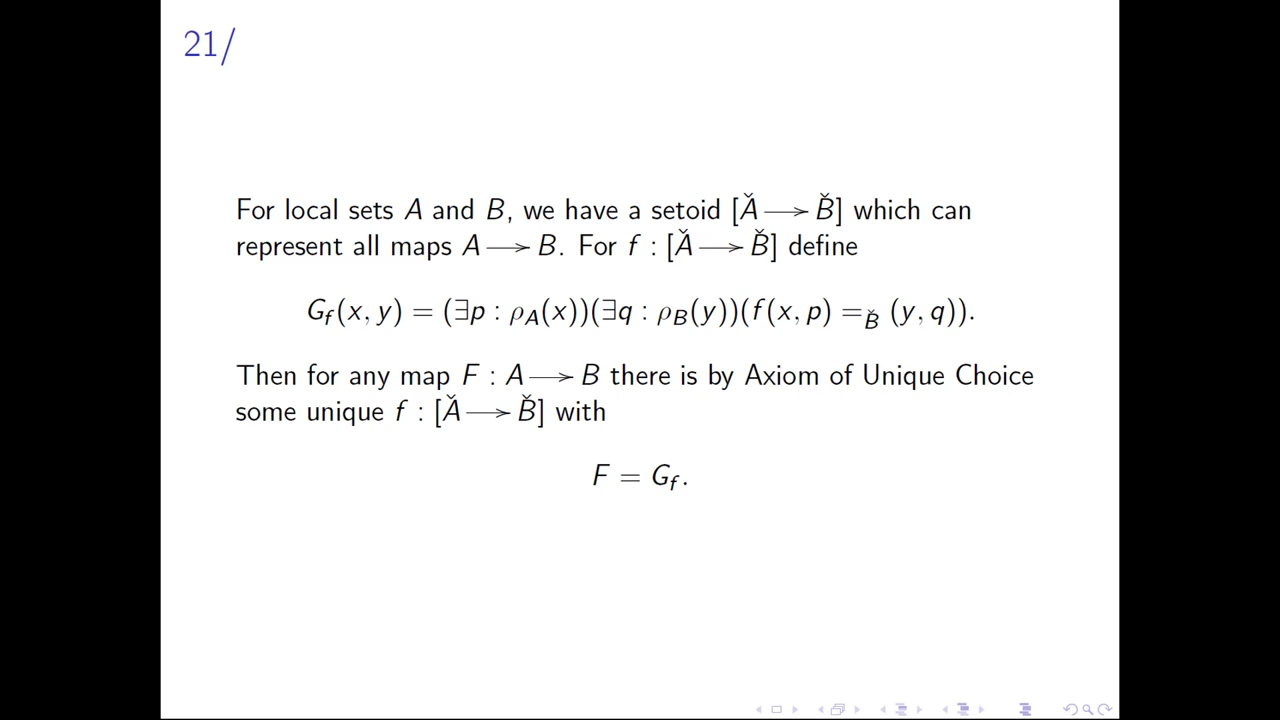 21/
For local sets A and B, we have a setoid [Ǎ ⟶ B̌] which can
represent all maps A ⟶ B. For f : [Ǎ ⟶ B̌] define
G_f(x, y) = (∃p : ρ_A(x))(∃q : ρ_B(y))(f(x, p) =_B̌ (y, q)).
Then for any map F : A ⟶ B there is by Axiom of Unique Choice
some unique f : [Ǎ ⟶ B̌] with
F = G_f.